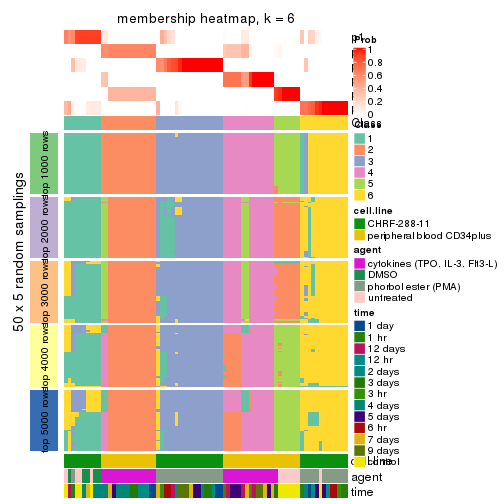 membership heatmap, k = 6
Prob
1
0.8
0.6
0.4
0.2
0
Class
1
2
3
4
5
6
cell.line
CHRF-288-11
peripheral blood CD34plus
agent
cytokines (TPO, IL-3, Flt3-L)
DMSO
phorbol ester (PMA)
untreated
time
1 day
1 hr
12 days
12 hr
2 days
3 days
3 hr
4 days
5 days
6 hr
7 days
9 days
control
50 x 5 random samplings
top 1000 rows
top 2000 rows
top 3000 rows
top 4000 rows
top 5000 rows
Class
agent
time